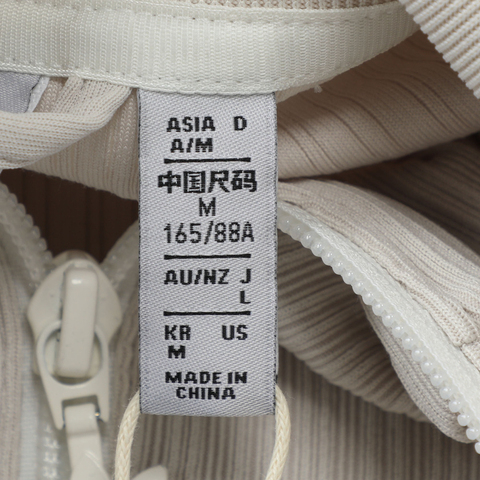 ASIA D
A/M
中国尺码
M
165/88A
AU/NZ J
L
KR US
M
MADE IN
CHINA